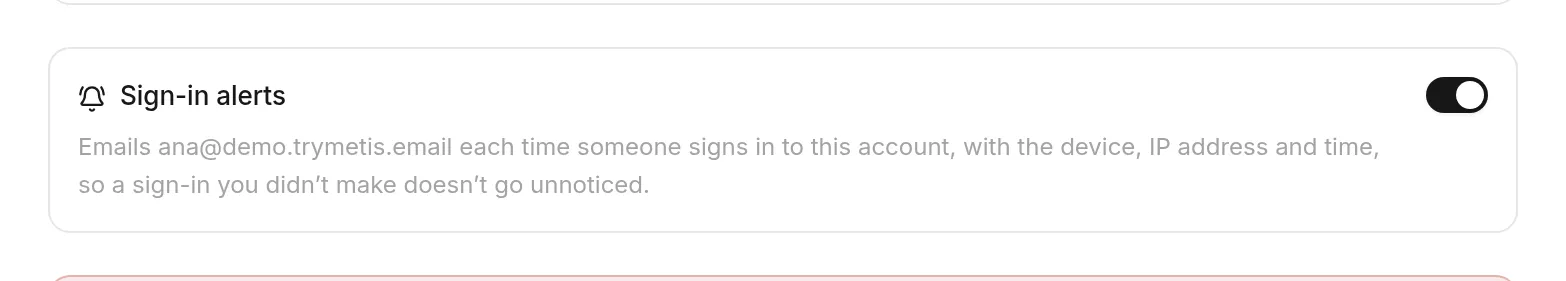 Sign-in alerts
Emails ana@demo.trymetis.email each time someone signs in to this account, with the device, IP address and time,
so a sign-in you didn’t make doesn’t go unnoticed.